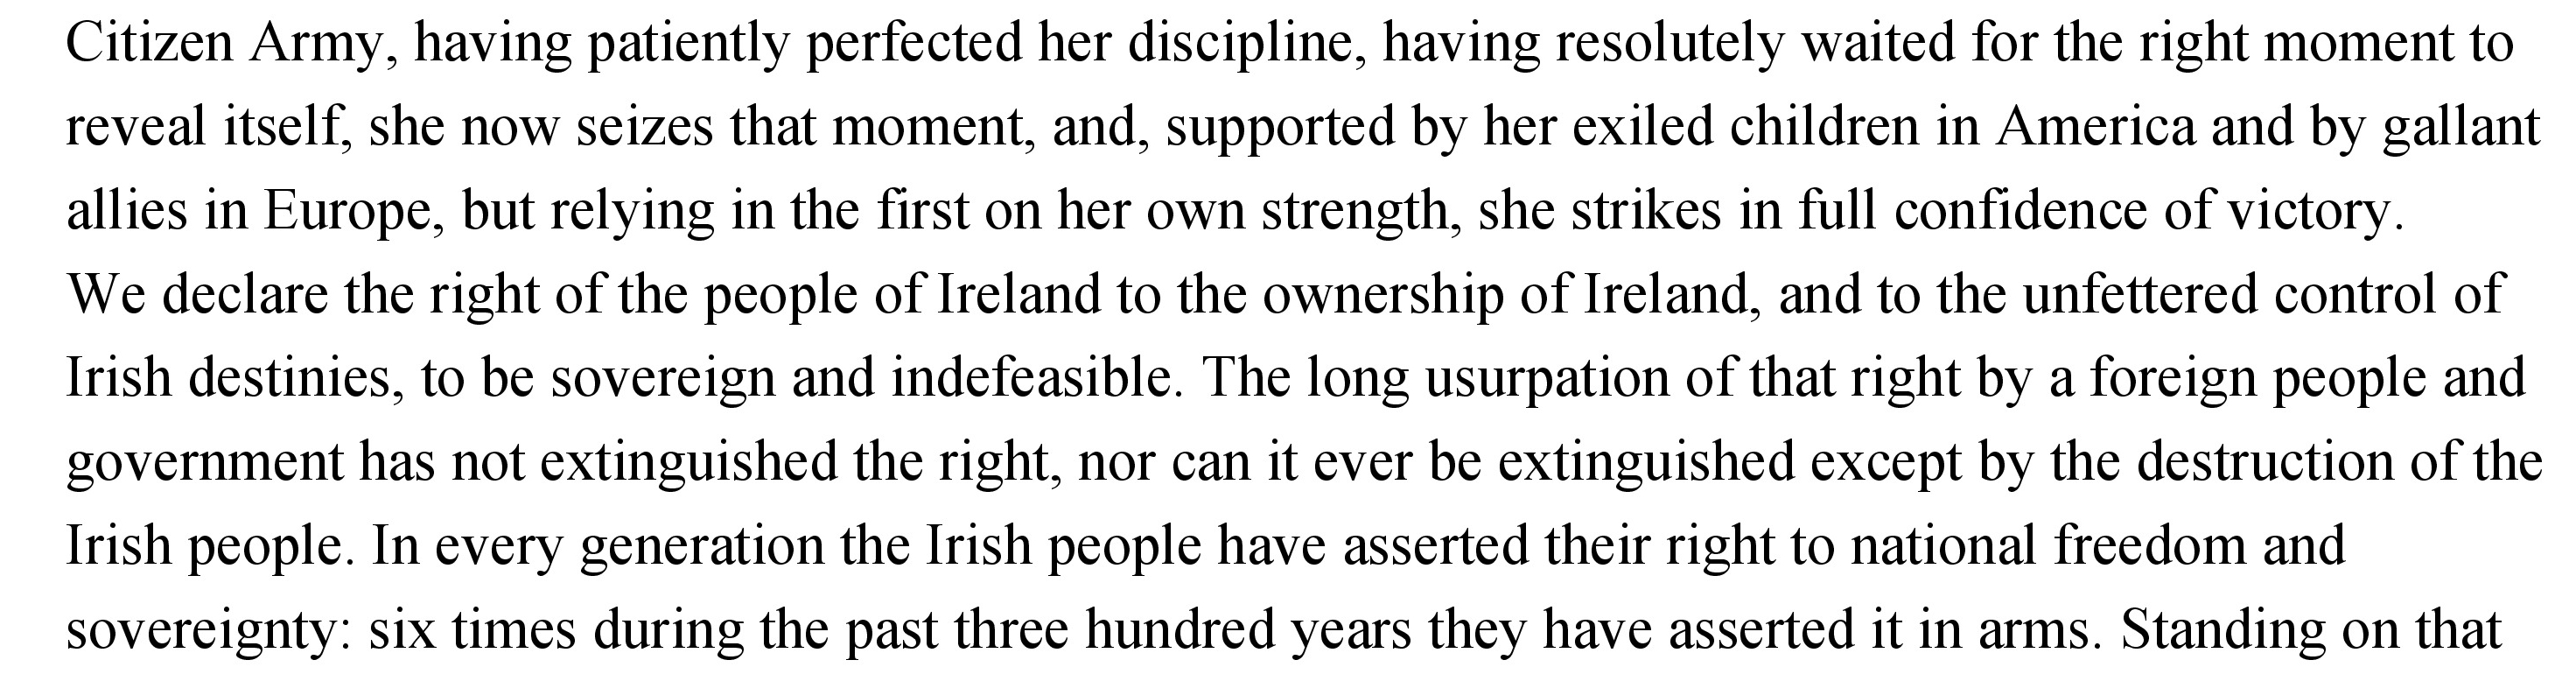 Citizen Army, having patiently perfected her discipline, having resolutely waited for the right moment to
reveal itself, she now seizes that moment, and, supported by her exiled children in America and by gallant
allies in Europe, but relying in the first on her own strength, she strikes in full confidence of victory.
We declare the right of the people of Ireland to the ownership of Ireland, and to the unfettered control of
Irish destinies, to be sovereign and indefeasible. The long usurpation of that right by a foreign people and
government has not extinguished the right, nor can it ever be extinguished except by the destruction of the
Irish people. In every generation the Irish people have asserted their right to national freedom and
sovereignty: six times during the past three hundred years they have asserted it in arms. Standing on that